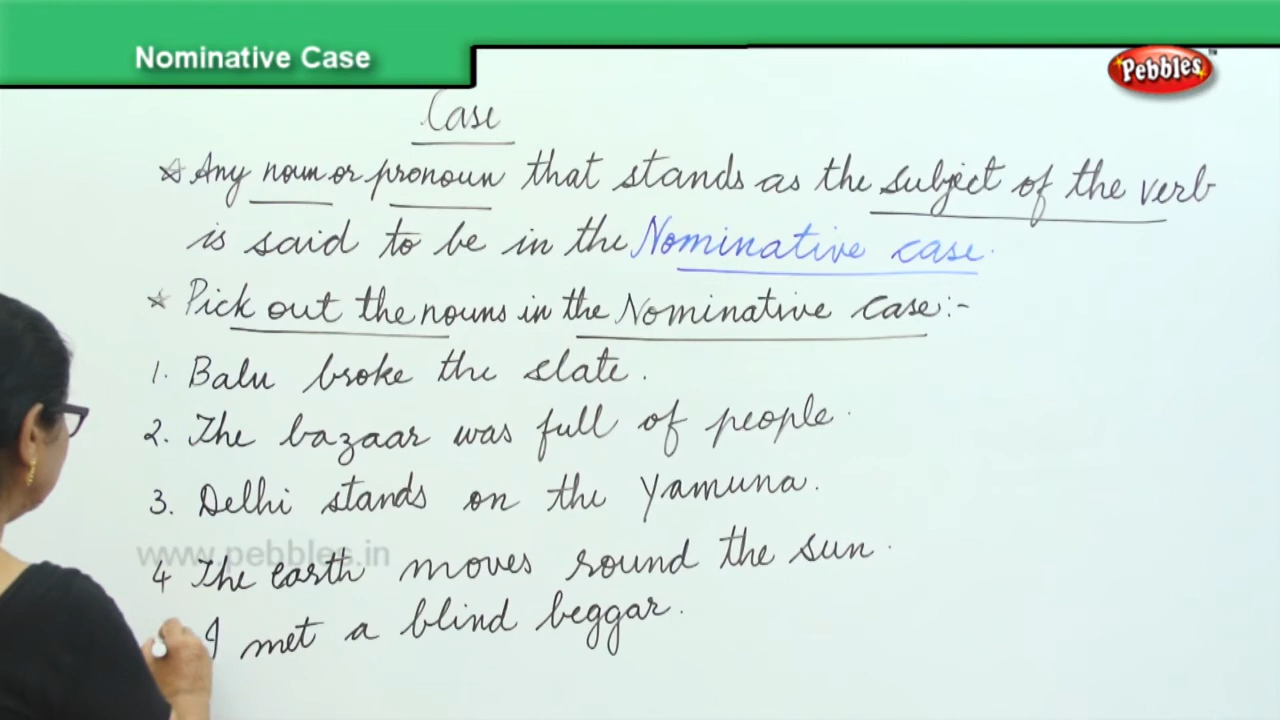 Nominative Case
Pebbles
Case
☆ Any noun or pronoun that stands as the subject of the verb
is said to be in the Nominative case.
☆ Pick out the nouns in the Nominative case:-
1. Balu broke the slate.
2. The bazaar was full of people.
3. Delhi stands on the Yamuna.
www.pebbles.in
4 The earth moves round the sun.
I met a blind beggar.